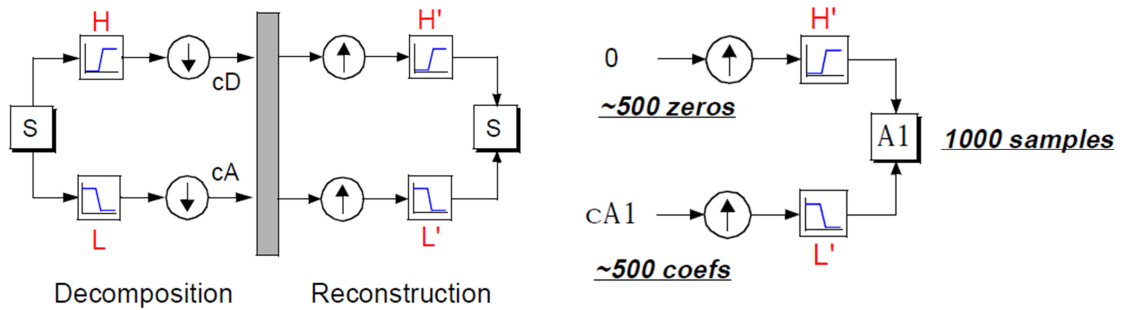 H
H'
cD
S
S
cA
L
L'
Decomposition
Reconstruction
H'
0
~500 zeros
A1
1000 samples
cA1
~500 coefs
L'